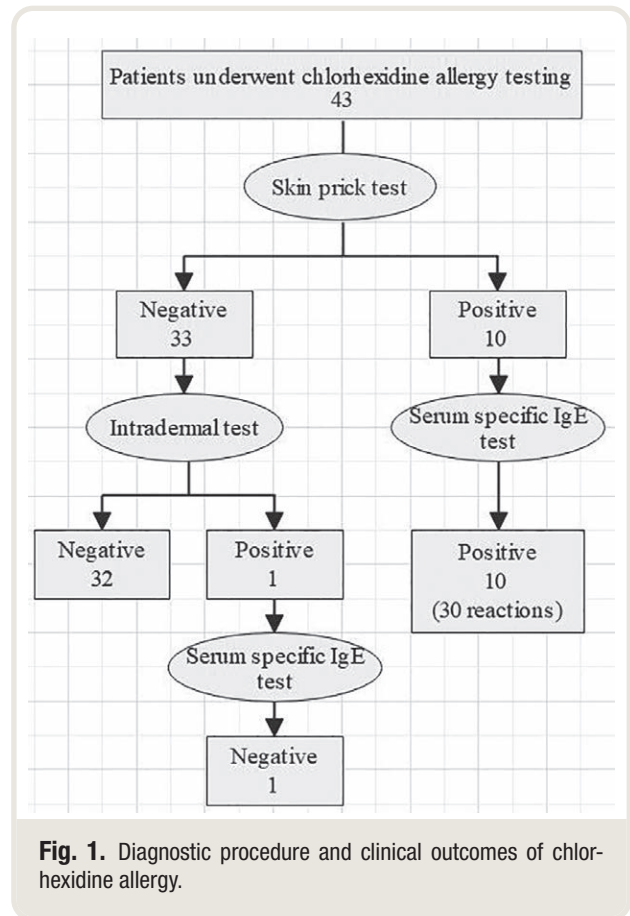 Patients underwent chlorhexidine allergy testing
43
Skin prick test
Negative
33
Positive
10
Intradermal test
Serum specific IgE
test
Negative
32
Positive
1
Positive
10
(30 reactions)
Serum specific IgE
test
Negative
1
Fig. 1. Diagnostic procedure and clinical outcomes of chlor-
hexidine allergy.